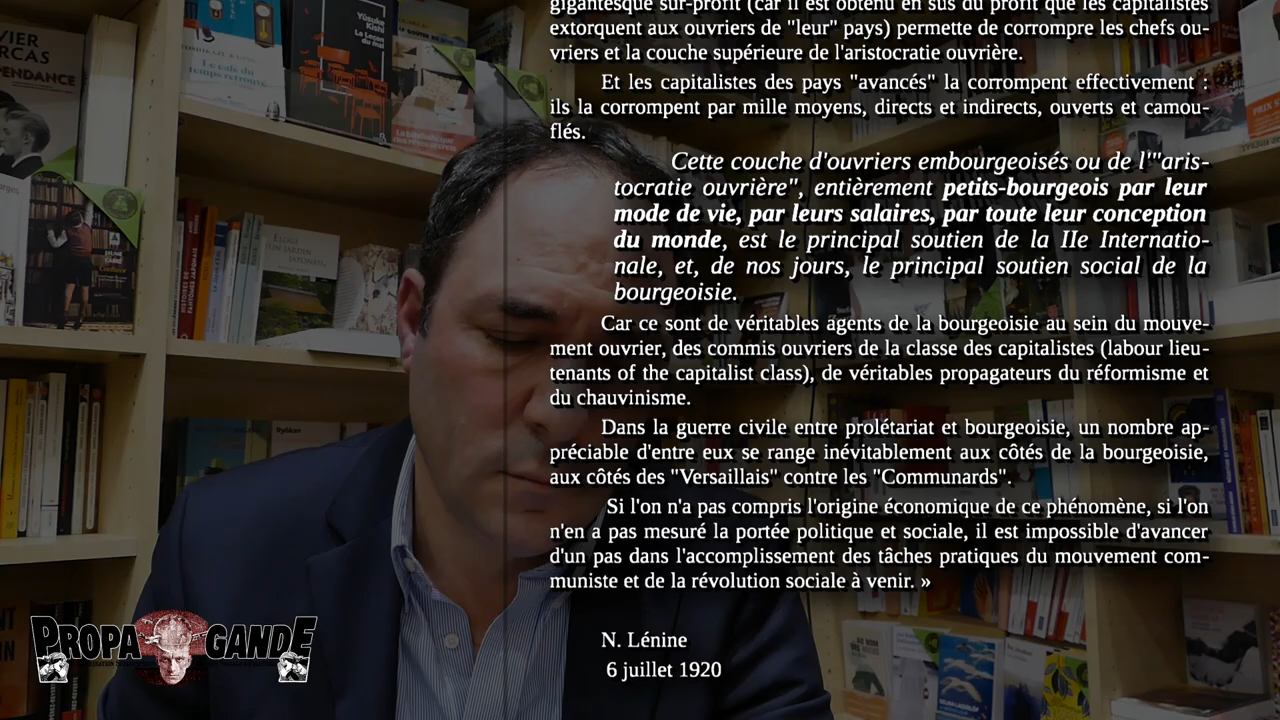 gigantesque sur-profit (car il est obtenu en sus du profit que les capitalistes
extorquent aux ouvriers de "leur" pays) permette de corrompre les chefs ou-
vriers et la couche supérieure de l'aristocratie ouvrière.
Et les capitalistes des pays "avancés" la corrompent effectivement :
ils la corrompent par mille moyens, directs et indirects, ouverts et camou-
flés.
Cette couche d'ouvriers embourgeoisés ou de l'"aris-
tocratie ouvrière", entièrement petits-bourgeois par leur
mode de vie, par leurs salaires, par toute leur conception
du monde, est le principal soutien de la IIe Internatio-
nale, et, de nos jours, le principal soutien social de la
bourgeoisie.
Car ce sont de véritables agents de la bourgeoisie au sein du mouve-
ment ouvrier, des commis ouvriers de la classe des capitalistes (labour lieu-
tenants of the capitalist class), de véritables propagateurs du réformisme et
du chauvinisme.
Dans la guerre civile entre prolétariat et bourgeoisie, un nombre ap-
préciable d'entre eux se range inévitablement aux côtés de la bourgeoisie,
aux côtés des "Versaillais" contre les "Communards".
Si l'on n'a pas compris l'origine économique de ce phénomène, si l'on
n'en a pas mesuré la portée politique et sociale, il est impossible d'avancer
d'un pas dans l'accomplissement des tâches pratiques du mouvement com-
muniste et de la révolution sociale à venir. »
N. Lénine
6 juillet 1920
PROPAGANDE
Yûsuke
Kishi
La Leçon
du mal
ELOGE
D'UN JARDIN
JAPONAIS